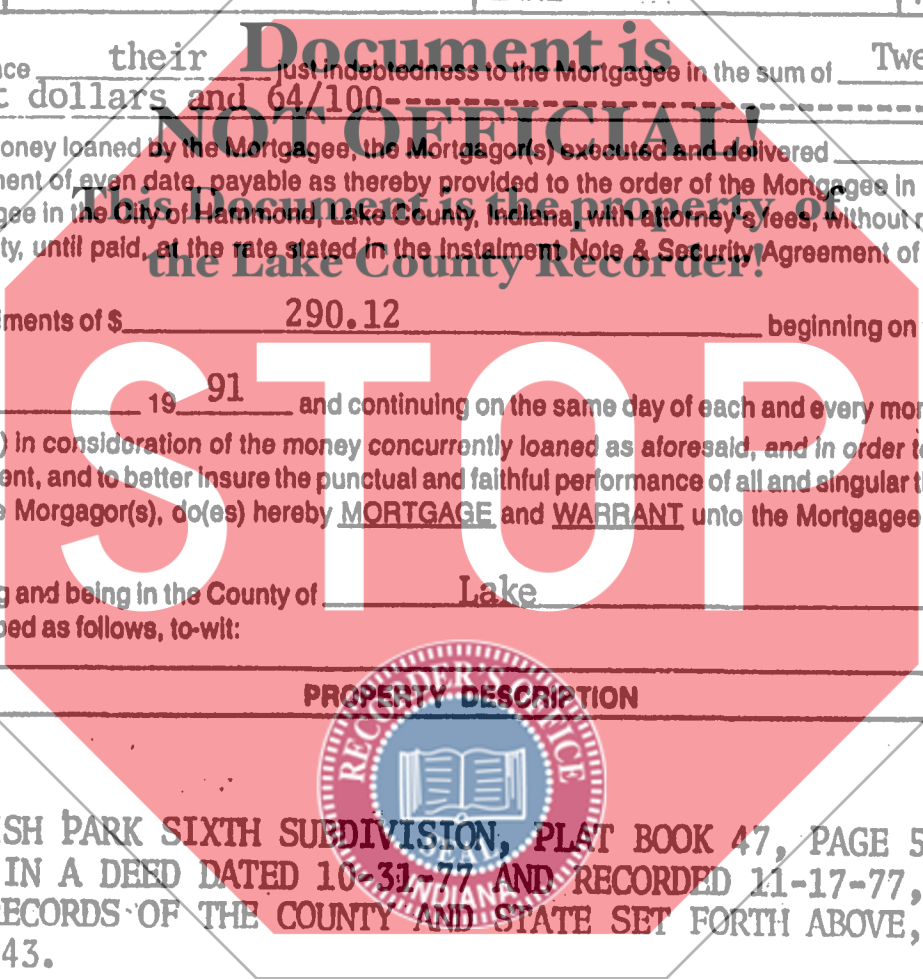 Document is
nce their just indebtedness to the Mortgagee in the sum of Twe
t dollars and 64/100--------------------------------
NOT OFFICIAL!
oney loaned by the Mortgagee, the Mortgagor(s) executed and delivered
ment of even date, payable as thereby provided to the order of the Mortgagee in
This Document is the property of
gee in the City of Hammond, Lake County, Indiana, with attorney's fees, without
ty, until paid, at the rate stated in the Instalment Note & Security Agreement of
the Lake County Recorder!
ments of $ 290.12 beginning on
STOP
19 91 and continuing on the same day of each and every mon
) in consideration of the money concurrently loaned as aforesaid, and in order t
ent, and to better insure the punctual and faithful performance of all and singular t
e Morgagor(s), do(es) hereby MORTGAGE and WARRANT unto the Mortgagee
g and being in the County of Lake
bed as follows, to-wit:
PROPERTY DESCRIPTION
RECORDER'S OFFICE
SEAL
INDIANA
ISH PARK SIXTH SUBDIVISION, PLAT BOOK 47, PAGE 5
IN A DEED DATED 10-31-77 AND RECORDED 11-17-77,
RECORDS OF THE COUNTY AND STATE SET FORTH ABOVE,
43.